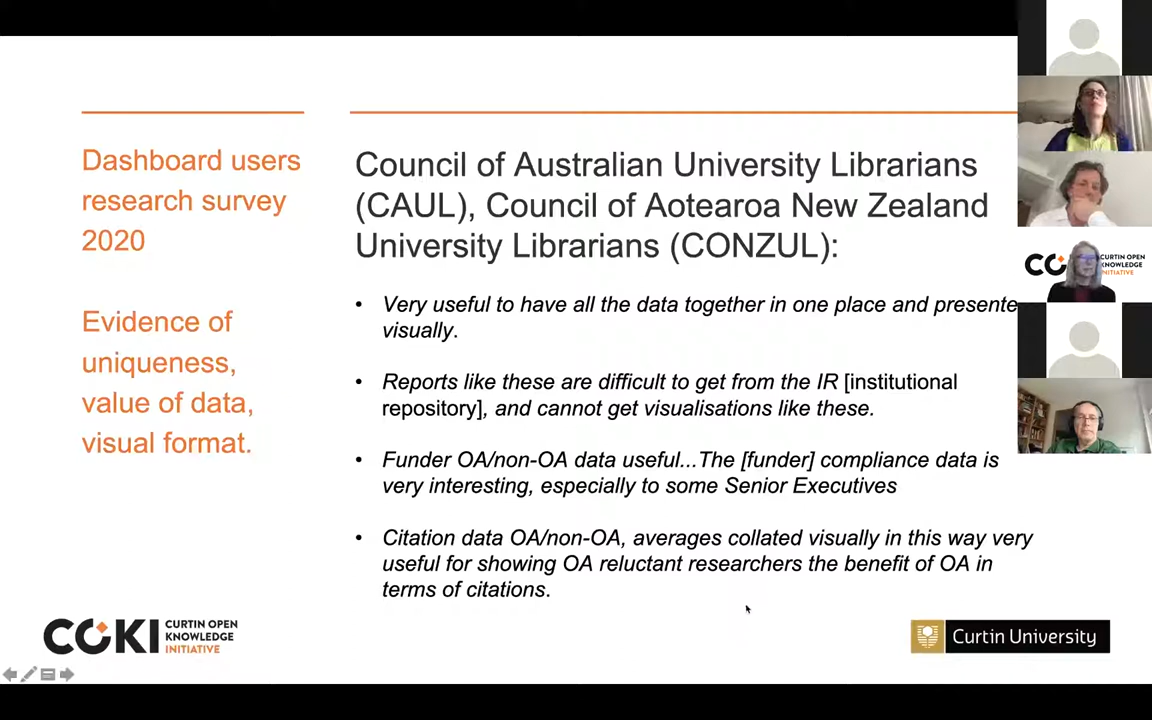 Dashboard users
research survey
2020
Evidence of
uniqueness,
value of data,
visual format.
Council of Australian University Librarians
(CAUL), Council of Aotearoa New Zealand
University Librarians (CONZUL):
• Very useful to have all the data together in one place and presente
visually.
• Reports like these are difficult to get from the IR [institutional
repository], and cannot get visualisations like these.
• Funder OA/non-OA data useful...The [funder] compliance data is
very interesting, especially to some Senior Executives
• Citation data OA/non-OA, averages collated visually in this way very
useful for showing OA reluctant researchers the benefit of OA in
terms of citations.
COKI CURTIN OPEN
KNOWLEDGE
INITIATIVE
Curtin University
CO
CURTIN OPEN
KNOWLEDGE
INITIATIVE